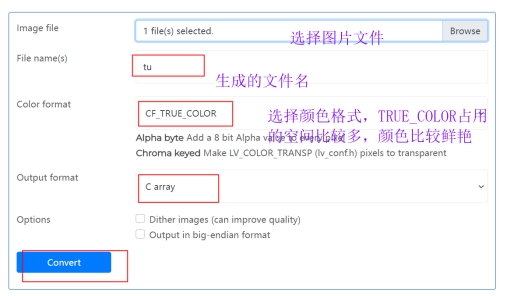 Image file
1 file(s) selected.
Browse
选择图片文件
File name(s)
tu
生成的文件名
Color format
CF_TRUE_COLOR
选择颜色格式，TRUE_COLOR占用
的空间比较多，颜色比较鲜艳
Alpha byte Add a 8 bit Alpha value to every pixel
Chroma keyed Make LV_COLOR_TRANSP (lv_conf.h) pixels to transparent
Output format
C array
Options
Dither images (can improve quality)
Output in big-endian format
Convert